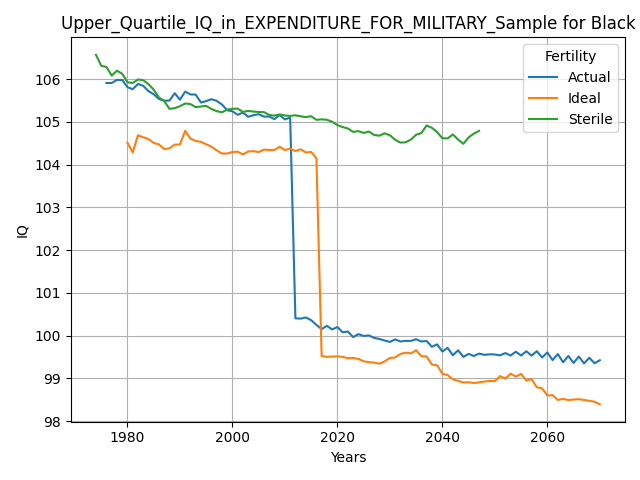 Upper_Quartile_IQ_in_EXPENDITURE_FOR_MILITARY_Sample for Black
Fertility
Actual
Ideal
Sterile
IQ
106
105
104
103
102
101
100
99
98
1980
2000
2020
2040
2060
Years